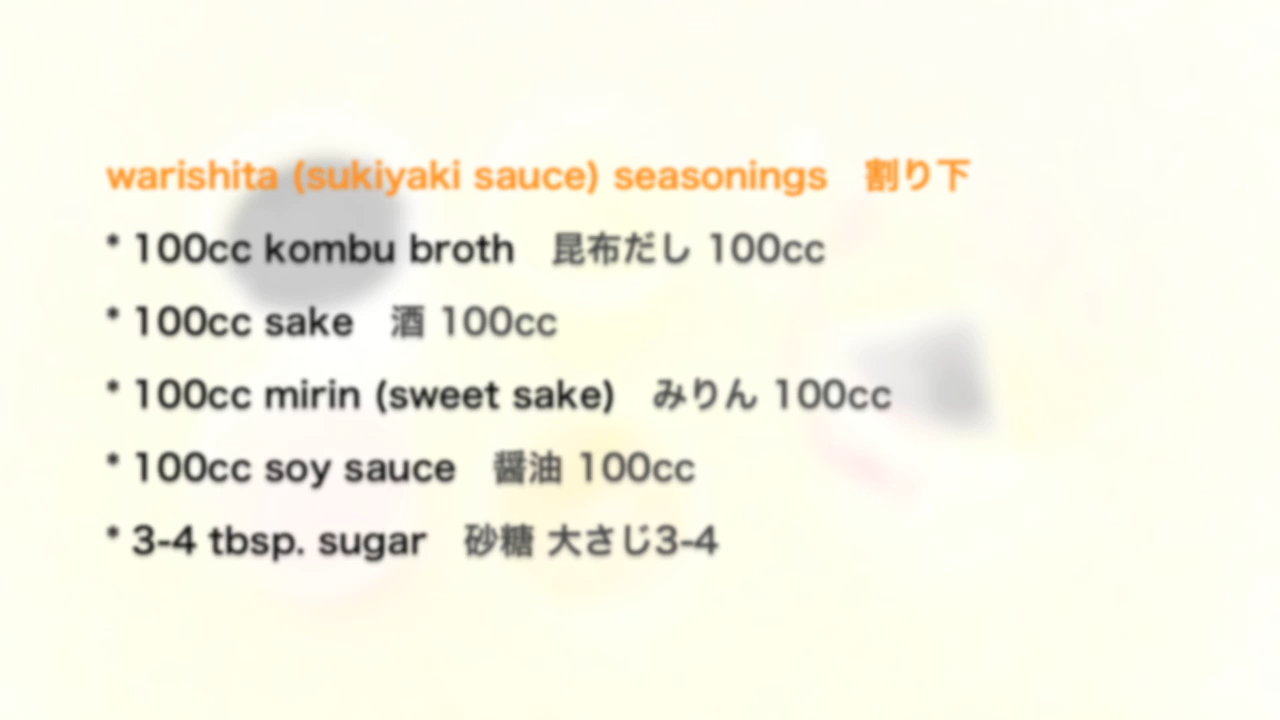 warishita (sukiyaki sauce) seasonings　割り下
* 100cc kombu broth　昆布だし 100cc
* 100cc sake　酒 100cc
* 100cc mirin (sweet sake)　みりん 100cc
* 100cc soy sauce　醤油 100cc
* 3-4 tbsp. sugar　砂糖 大さじ3-4